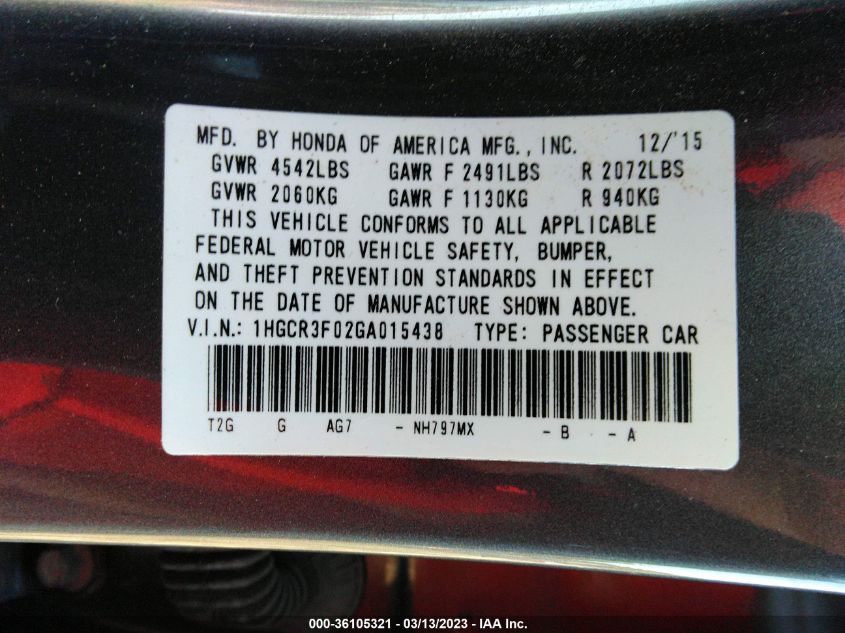 MFD. BY HONDA OF AMERICA MFG., INC. 12/'15
GVWR 4542LBS GAWR F 2491LBS R 2072LBS
GVWR 2060KG GAWR F 1130KG R 940KG
THIS VEHICLE CONFORMS TO ALL APPLICABLE
FEDERAL MOTOR VEHICLE SAFETY, BUMPER,
AND THEFT PREVENTION STANDARDS IN EFFECT
ON THE DATE OF MANUFACTURE SHOWN ABOVE.
V.I.N.: 1HGCR3F02GA015438 TYPE: PASSENGER CAR
T2G G AG7 - NH797MX - B - A
000-36105321 / 03/13/2023 - IAA Inc.